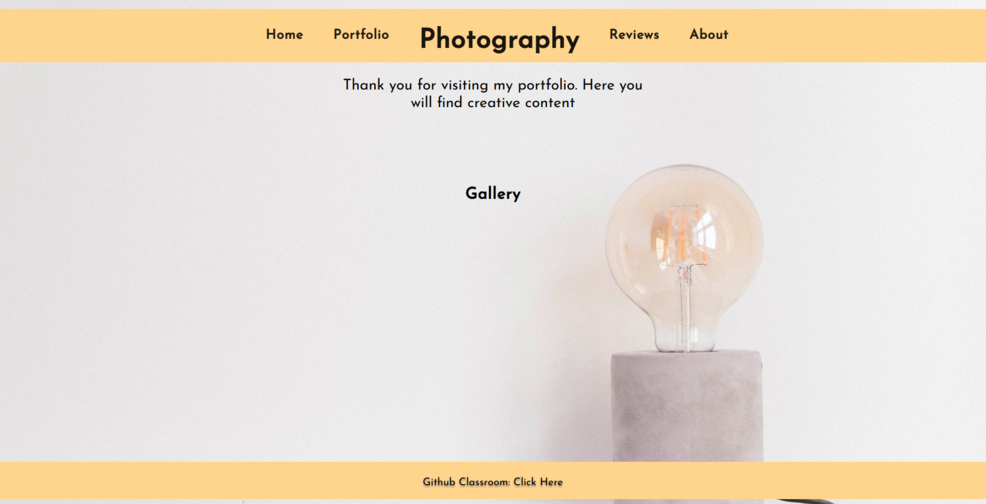 Home Portfolio Photography Reviews About
Thank you for visiting my portfolio. Here you
will find creative content
Gallery
Github Classroom: Click Here